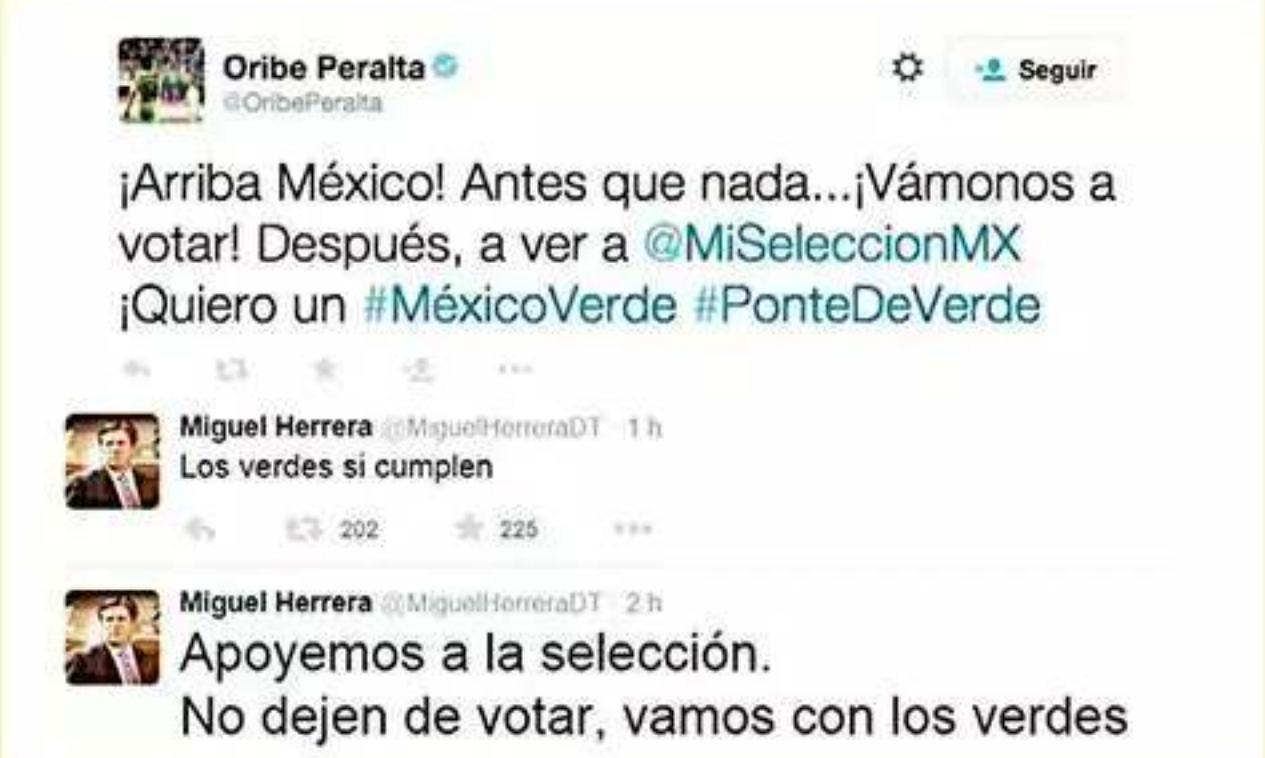 Oribe Peralta
@OribePeralta
Seguir
¡Arriba México! Antes que nada...¡Vámonos a
votar! Después, a ver a @MiSeleccionMX
¡Quiero un #MéxicoVerde #PonteDeVerde
Miguel Herrera @MiguelHerreraDT · 1 h
Los verdes si cumplen
202 225
Miguel Herrera @MiguelHerreraDT · 2 h
Apoyemos a la selección.
No dejen de votar, vamos con los verdes